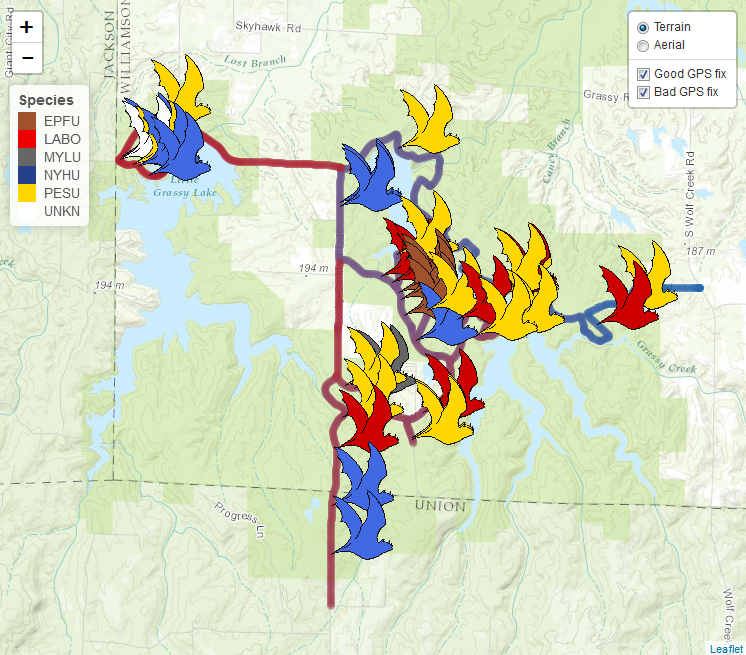 +
−
Giant City Rd
JACKSON
WILLIAMSON
Skyhawk Rd
Lost Branch
Terrain
Aerial
Good GPS fix
Bad GPS fix
Grassy R
Species
EPFU
LABO
MYLU
NYHU
PESU
UNKN
Little
Grassy Lake
Caney Branch
S Wolf Creek Rd
187 m
194 m
194 m
eek
Grassy Creek
Progress Ln
UNION
Wolf Cree
Leaflet